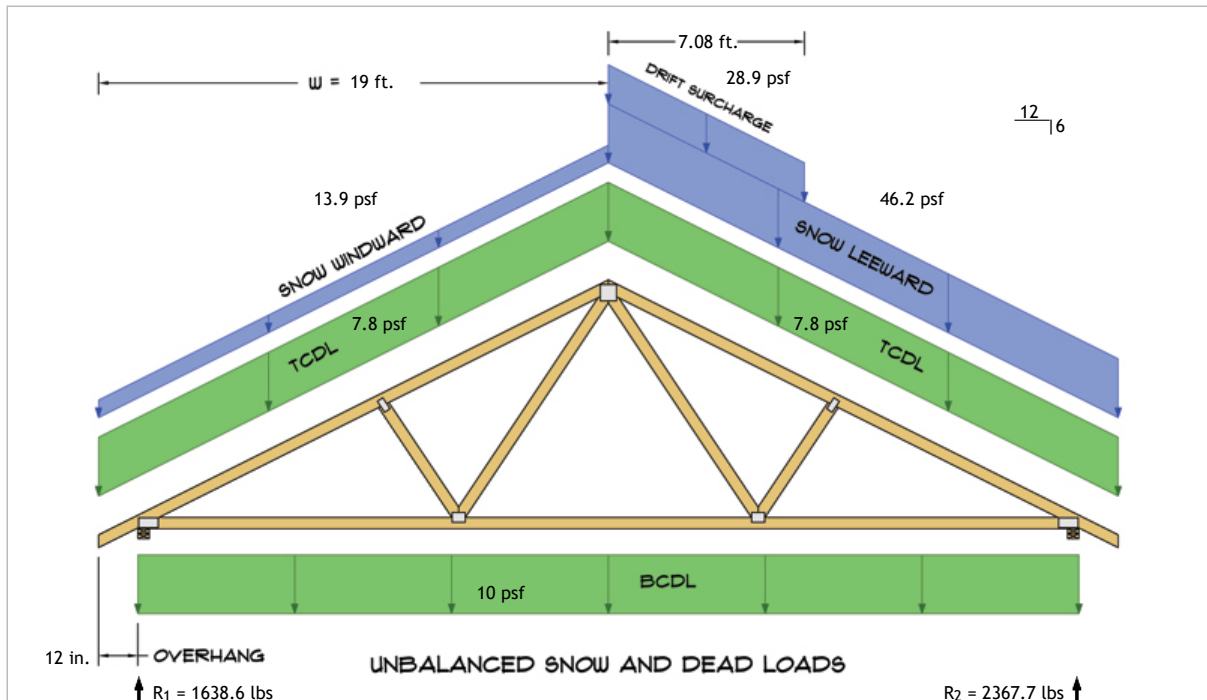 7.08 ft.
W = 19 ft.
DRIFT SURCHARGE
28.9 psf
12
6
13.9 psf
46.2 psf
SNOW WINDWARD
SNOW LEEWARD
7.8 psf
7.8 psf
TCDL
TCDL
10 psf
BCDL
12 in.
OVERHANG
UNBALANCED SNOW AND DEAD LOADS
R1 = 1638.6 lbs
R2 = 2367.7 lbs